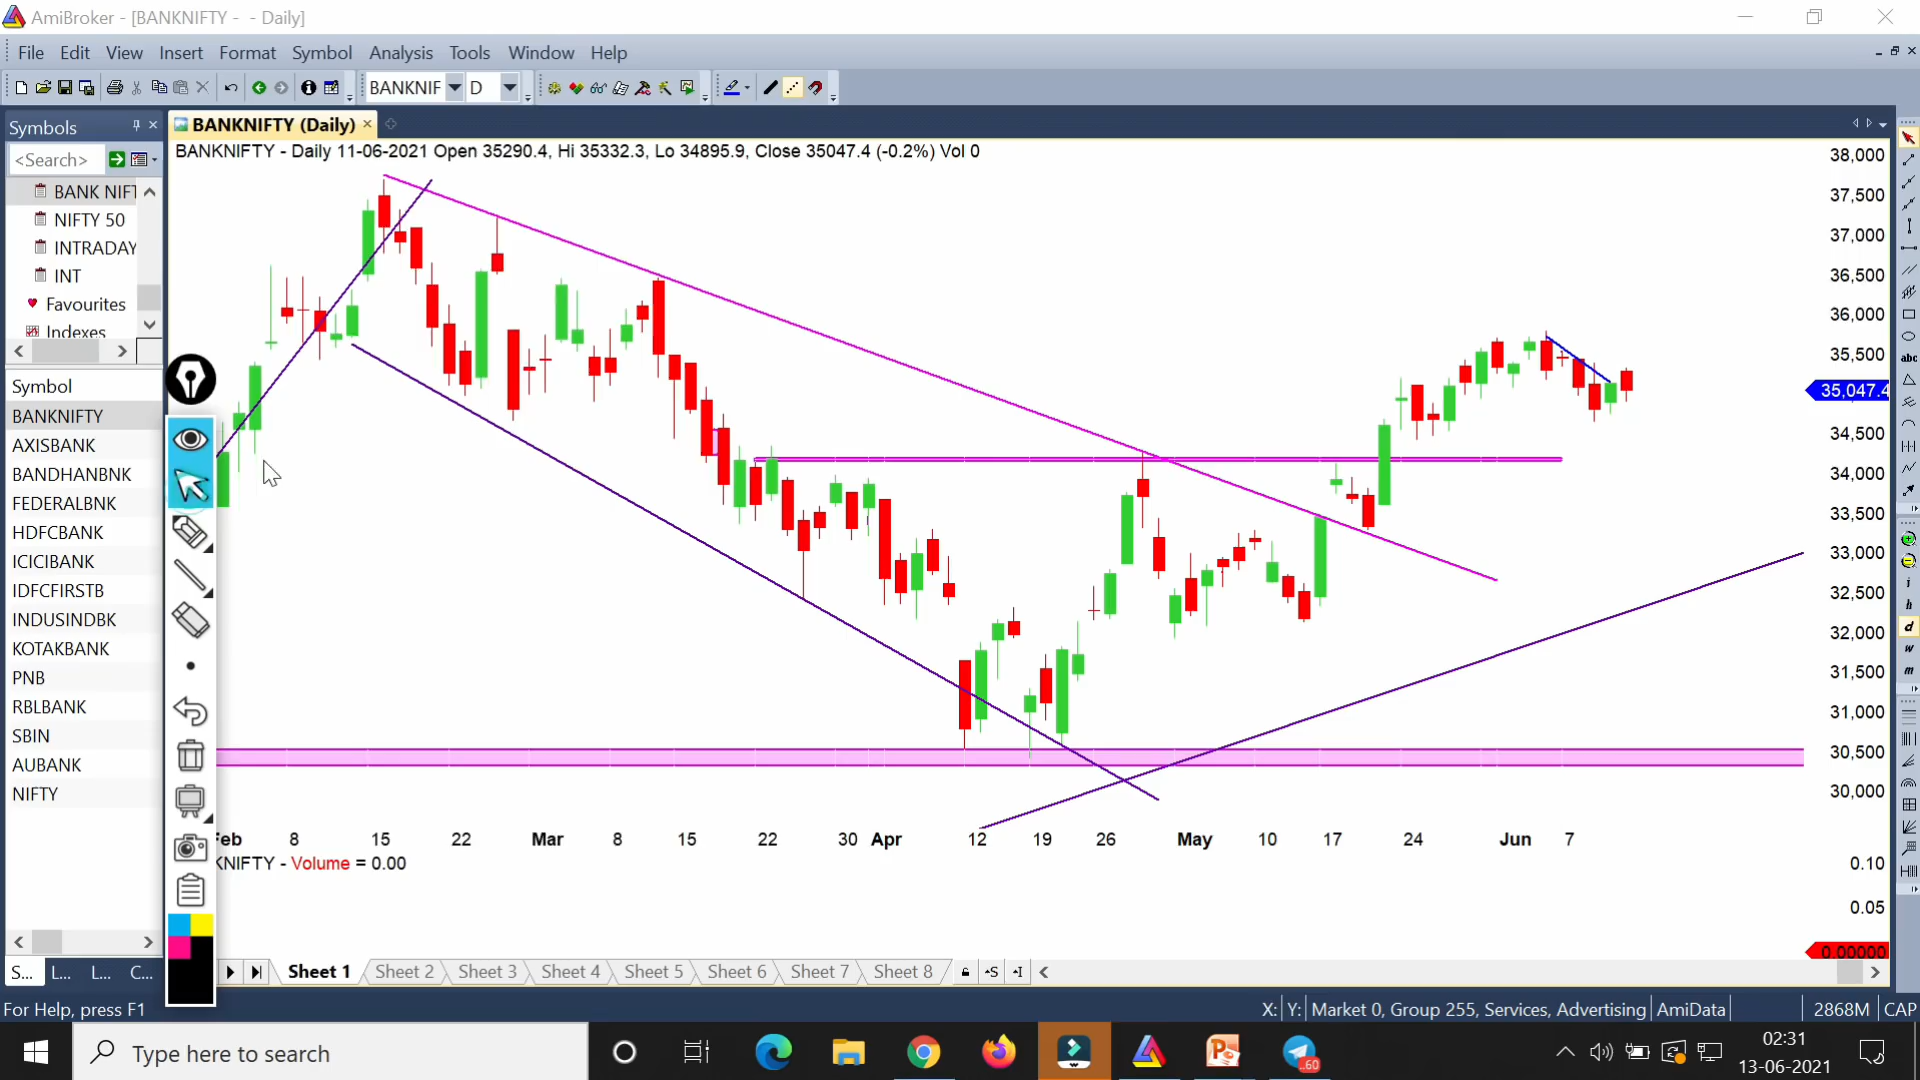 AmiBroker - [BANKNIFTY - - Daily]
File Edit View Insert Format Symbol Analysis Tools Window Help
BANKNIF D
Symbols
BANKNIFTY (Daily)
<Search>
BANKNIFTY - Daily 11-06-2021 Open 35290.4, Hi 35332.3, Lo 34895.9, Close 35047.4 (-0.2%) Vol 0
BANK NIFT
NIFTY 50
INTRADAY
INT
Favourites
Indexes
Symbol
BANKNIFTY
AXISBANK
BANDHANBNK
FEDERALBNK
HDFCBANK
ICICIBANK
IDFCFIRSTB
INDUSINDBK
KOTAKBANK
PNB
RBLBANK
SBIN
AUBANK
NIFTY
38,000
37,500
37,000
36,500
36,000
35,500
35,047.4
34,500
34,000
33,500
33,000
32,500
32,000
31,500
31,000
30,500
30,000
abc
i
h
d
w
m
Feb 8 15 22 Mar 8 15 22 30 Apr 12 19 26 May 10 17 24 Jun 7
KNIFTY - Volume = 0.00
0.10
0.05
0.00000
S... L... L... C...
Sheet 1 Sheet 2 Sheet 3 Sheet 4 Sheet 5 Sheet 6 Sheet 7 Sheet 8
For Help, press F1
X: Y: Market 0, Group 255, Services, Advertising AmiData 2868M CAP
Type here to search
60
02:31
13-06-2021